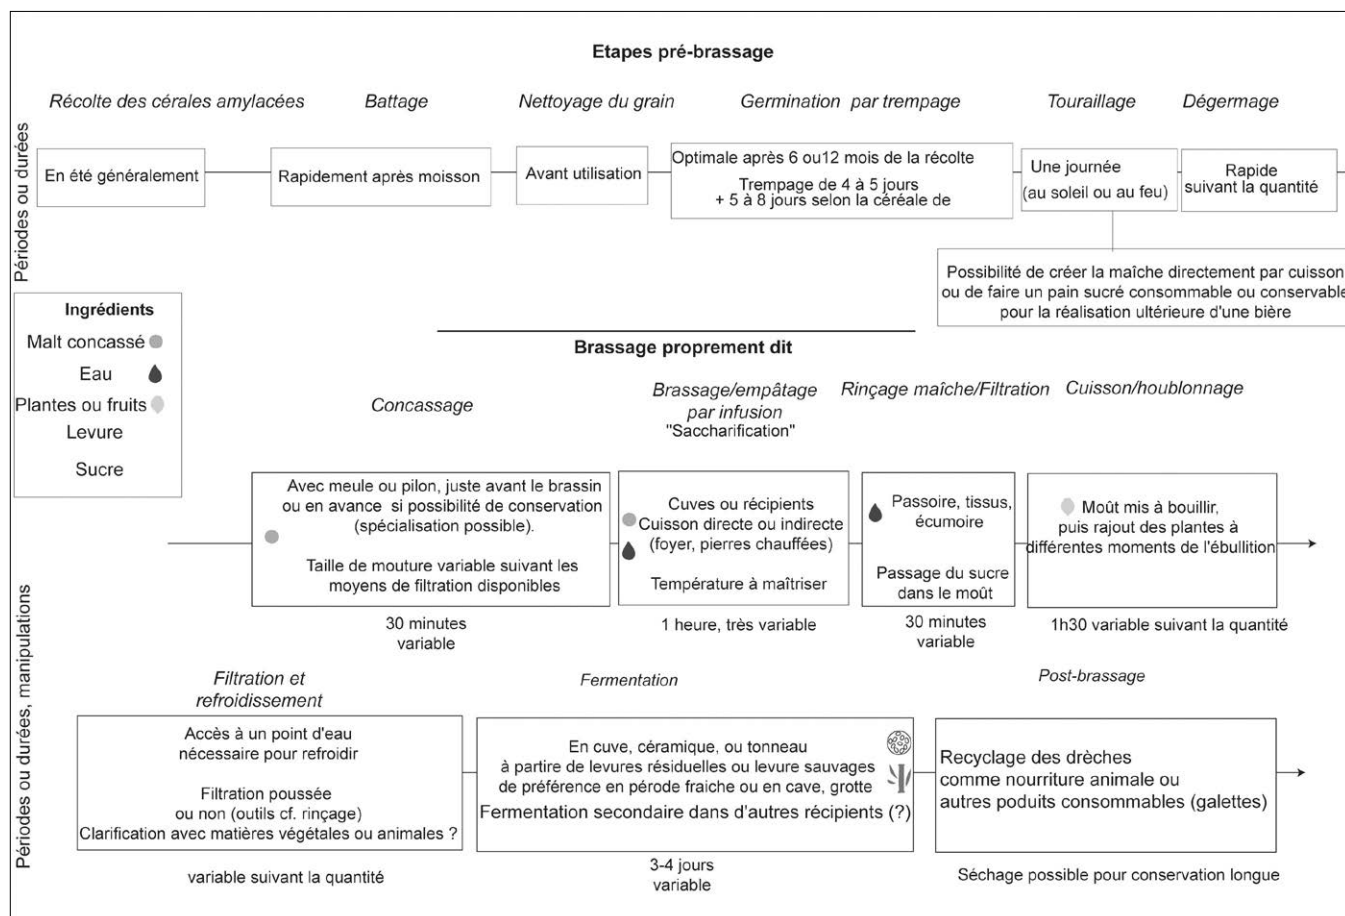 Etapes pré-brassage
Périodes ou durées
Récolte des cérales amylacées
Battage
Nettoyage du grain
Germination par trempage
Touraillage
Dégermage
En été généralement
Rapidement après moisson
Avant utilisation
Optimale après 6 ou12 mois de la récolte
Trempage de 4 à 5 jours
+ 5 à 8 jours selon la céréale de
Une journée
(au soleil ou au feu)
Rapide
suivant la quantité
Possibilité de créer la maîche directement par cuisson
ou de faire un pain sucré consommable ou conservable
pour la réalisation ultérieure d'une bière
Ingrédients
Malt concassé
Eau
Plantes ou fruits
Levure
Sucre
Brassage proprement dit
Périodes ou durées, manipulations
Concassage
Brassage/empâtage
par infusion
"Saccharification"
Rinçage maîche/Filtration
Cuisson/houblonnage
Avec meule ou pilon, juste avant le brassin
ou en avance si possibilité de conservation
(spécialisation possible).
Taille de mouture variable suivant les
moyens de filtration disponibles
30 minutes
variable
Cuves ou récipients
Cuisson directe ou indirecte
(foyer, pierres chauffées)
Température à maîtriser
1 heure, très variable
Passoire, tissus,
écumoire
Passage du sucre
dans le moût
30 minutes
variable
Moût mis à bouillir,
puis rajout des plantes à
différentes moments de l'ébullition
1h30 variable suivant la quantité
Filtration et
refroidissement
Fermentation
Post-brassage
Accès à un point d'eau
nécessaire pour refroidir
Filtration poussée
ou non (outils cf. rinçage)
Clarification avec matières végétales ou animales ?
variable suivant la quantité
En cuve, céramique, ou tonneau
à partire de levures résiduelles ou levure sauvages
de préférence en pérode fraiche ou en cave, grotte
Fermentation secondaire dans d'autres récipients (?)
3-4 jours
variable
Recyclage des drèches
comme nourriture animale ou
autres poduits consommables (galettes)
Séchage possible pour conservation longue